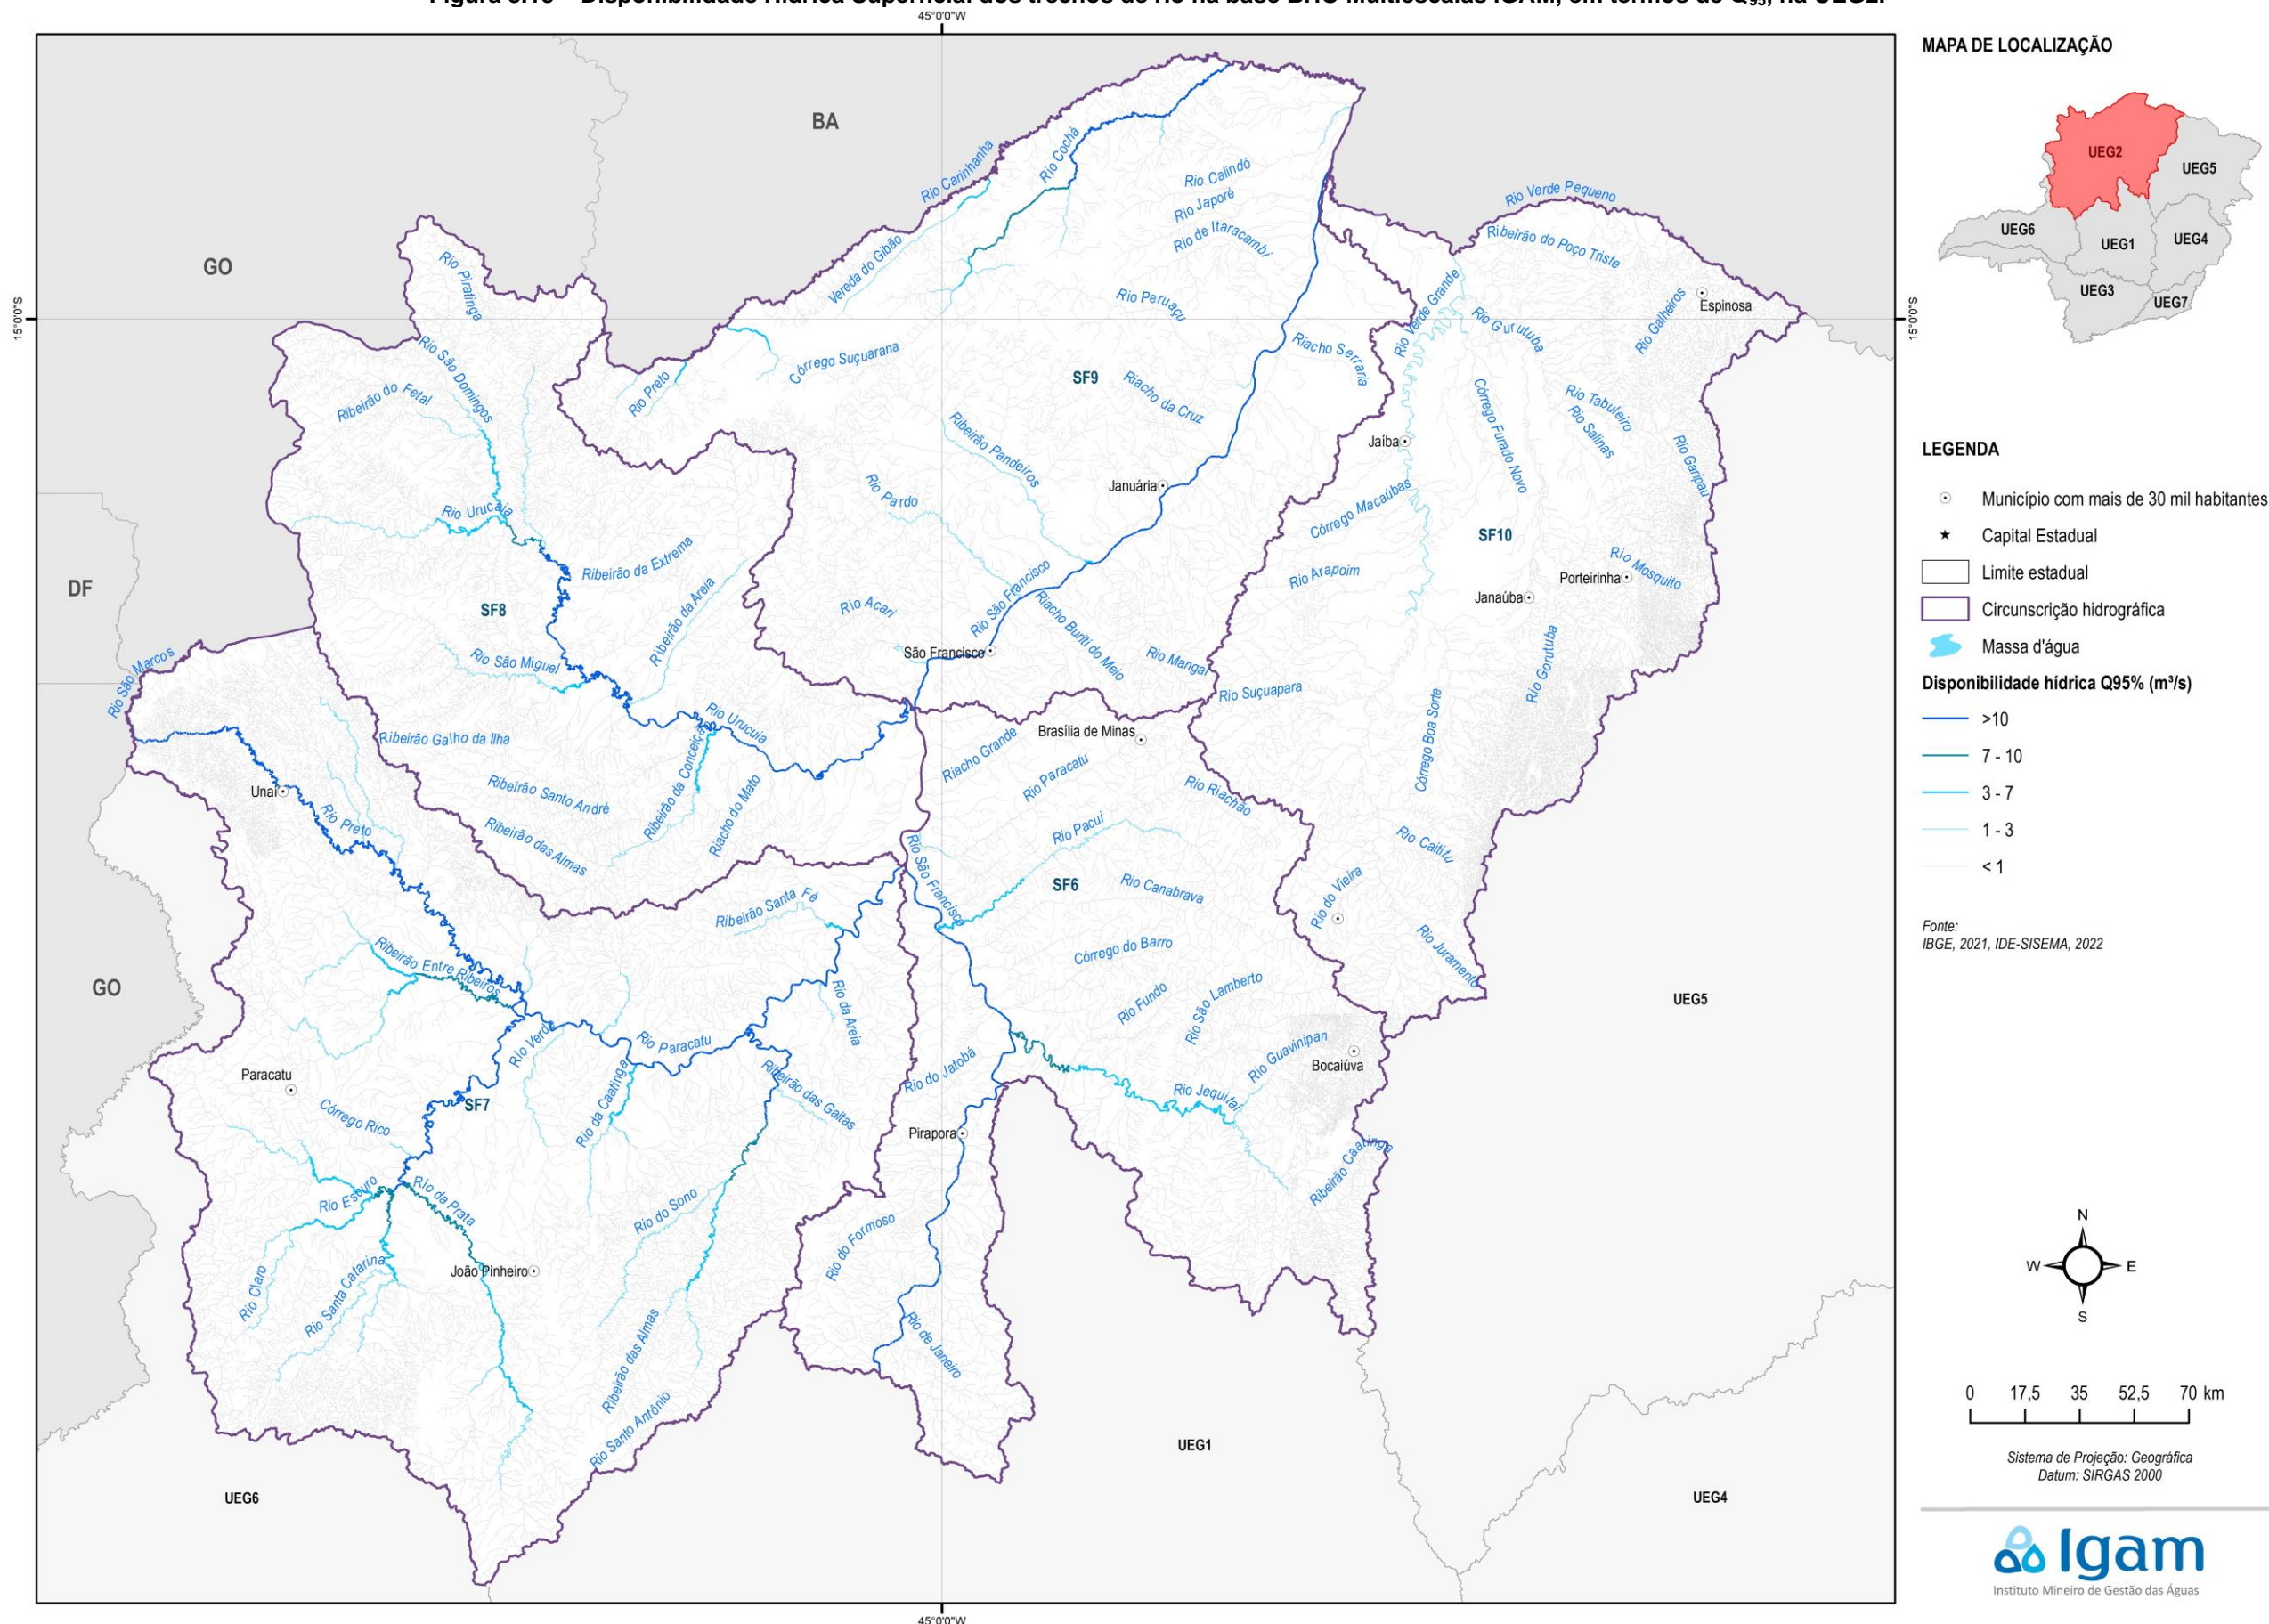 Figura 3.10 – Disponibilidade Hídrica Superficial dos trechos de rio na base BHO Multiescalas IGAM, em termos de Q95, na UEG2.
45°0'0"W
15°0'0"S
15°0'0"S
45°0'0"W
BA
GO
DF
GO
UEG6
UEG1
UEG4
UEG5
SF9
SF10
SF8
SF6
SF7
Rio Carinhanha
Rio Cochá
Rio Calindó
Rio Japoré
Rio de Itaracambi
Vereda do Gibão
Rio Peruaçu
Córrego Suçuarana
Rio Preto
Riacho Serraria
Riacho da Cruz
Ribeirão Pandeiros
Januária
Rio Pardo
Rio Acari
Rio São Francisco
São Francisco
Riacho Buriti do Meio
Rio Mangal
Rio Verde Pequeno
Ribeirão do Poço Triste
Rio Verde Grande
Rio Gurutuba
Rio Galheiros
Espinosa
Jaíba
Córrego Furado Novo
Rio Tabuleiro
Rio Salinas
Rio Garipau
Córrego Macaúbas
Rio Arapoim
Porteirinha
Janaúba
Rio Mosquito
Rio Gorutuba
Rio Suçuapara
Córrego Boa Sorte
Rio Caititu
Rio do Vieira
Rio Juramento
Rio Piratinga
Rio São Domingos
Ribeirão do Fetal
Rio Urucaia
Ribeirão da Extrema
Ribeirão da Areia
Rio São Miguel
Rio Urucuia
Ribeirão Galho da Ilha
Ribeirão Santo André
Ribeirão das Almas
Ribeirão da Conceição
Riacho do Mato
Brasília de Minas
Riacho Grande
Rio Paracatu
Rio Riachão
Rio Pacuí
Rio São Francisco
Rio Canabrava
Córrego do Barro
Rio Fundo
Rio São Lamberto
Rio Guavinipan
Bocaiúva
Rio Jequitaí
Ribeirão Caatinga
Rio do Jatobá
Pirapora
Rio do Formoso
Rio de Janeiro
Rio São Marcos
Unaí
Rio Preto
Ribeirão Santa Fé
Ribeirão Entre Ribeiros
Rio da Areia
Rio Verde
Rio Paracatu
Rio da Caatinga
Ribeirão das Gaitas
Paracatu
Córrego Rico
Rio Escuro
Rio da Prata
Rio do Sono
João Pinheiro
Rio Claro
Rio Santa Catarina
Ribeirão das Almas
Rio Santo Antônio
MAPA DE LOCALIZAÇÃO
UEG2
UEG5
UEG6
UEG1
UEG4
UEG3
UEG7
LEGENDA
Município com mais de 30 mil habitantes
Capital Estadual
Limite estadual
Circunscrição hidrográfica
Massa d'água
Disponibilidade hídrica Q95% (m³/s)
>10
7 - 10
3 - 7
1 - 3
< 1
Fonte:
IBGE, 2021, IDE-SISEMA, 2022
N
W E
S
0 17,5 35 52,5 70 km
Sistema de Projeção: Geográfica
Datum: SIRGAS 2000
Igam
Instituto Mineiro de Gestão das Águas